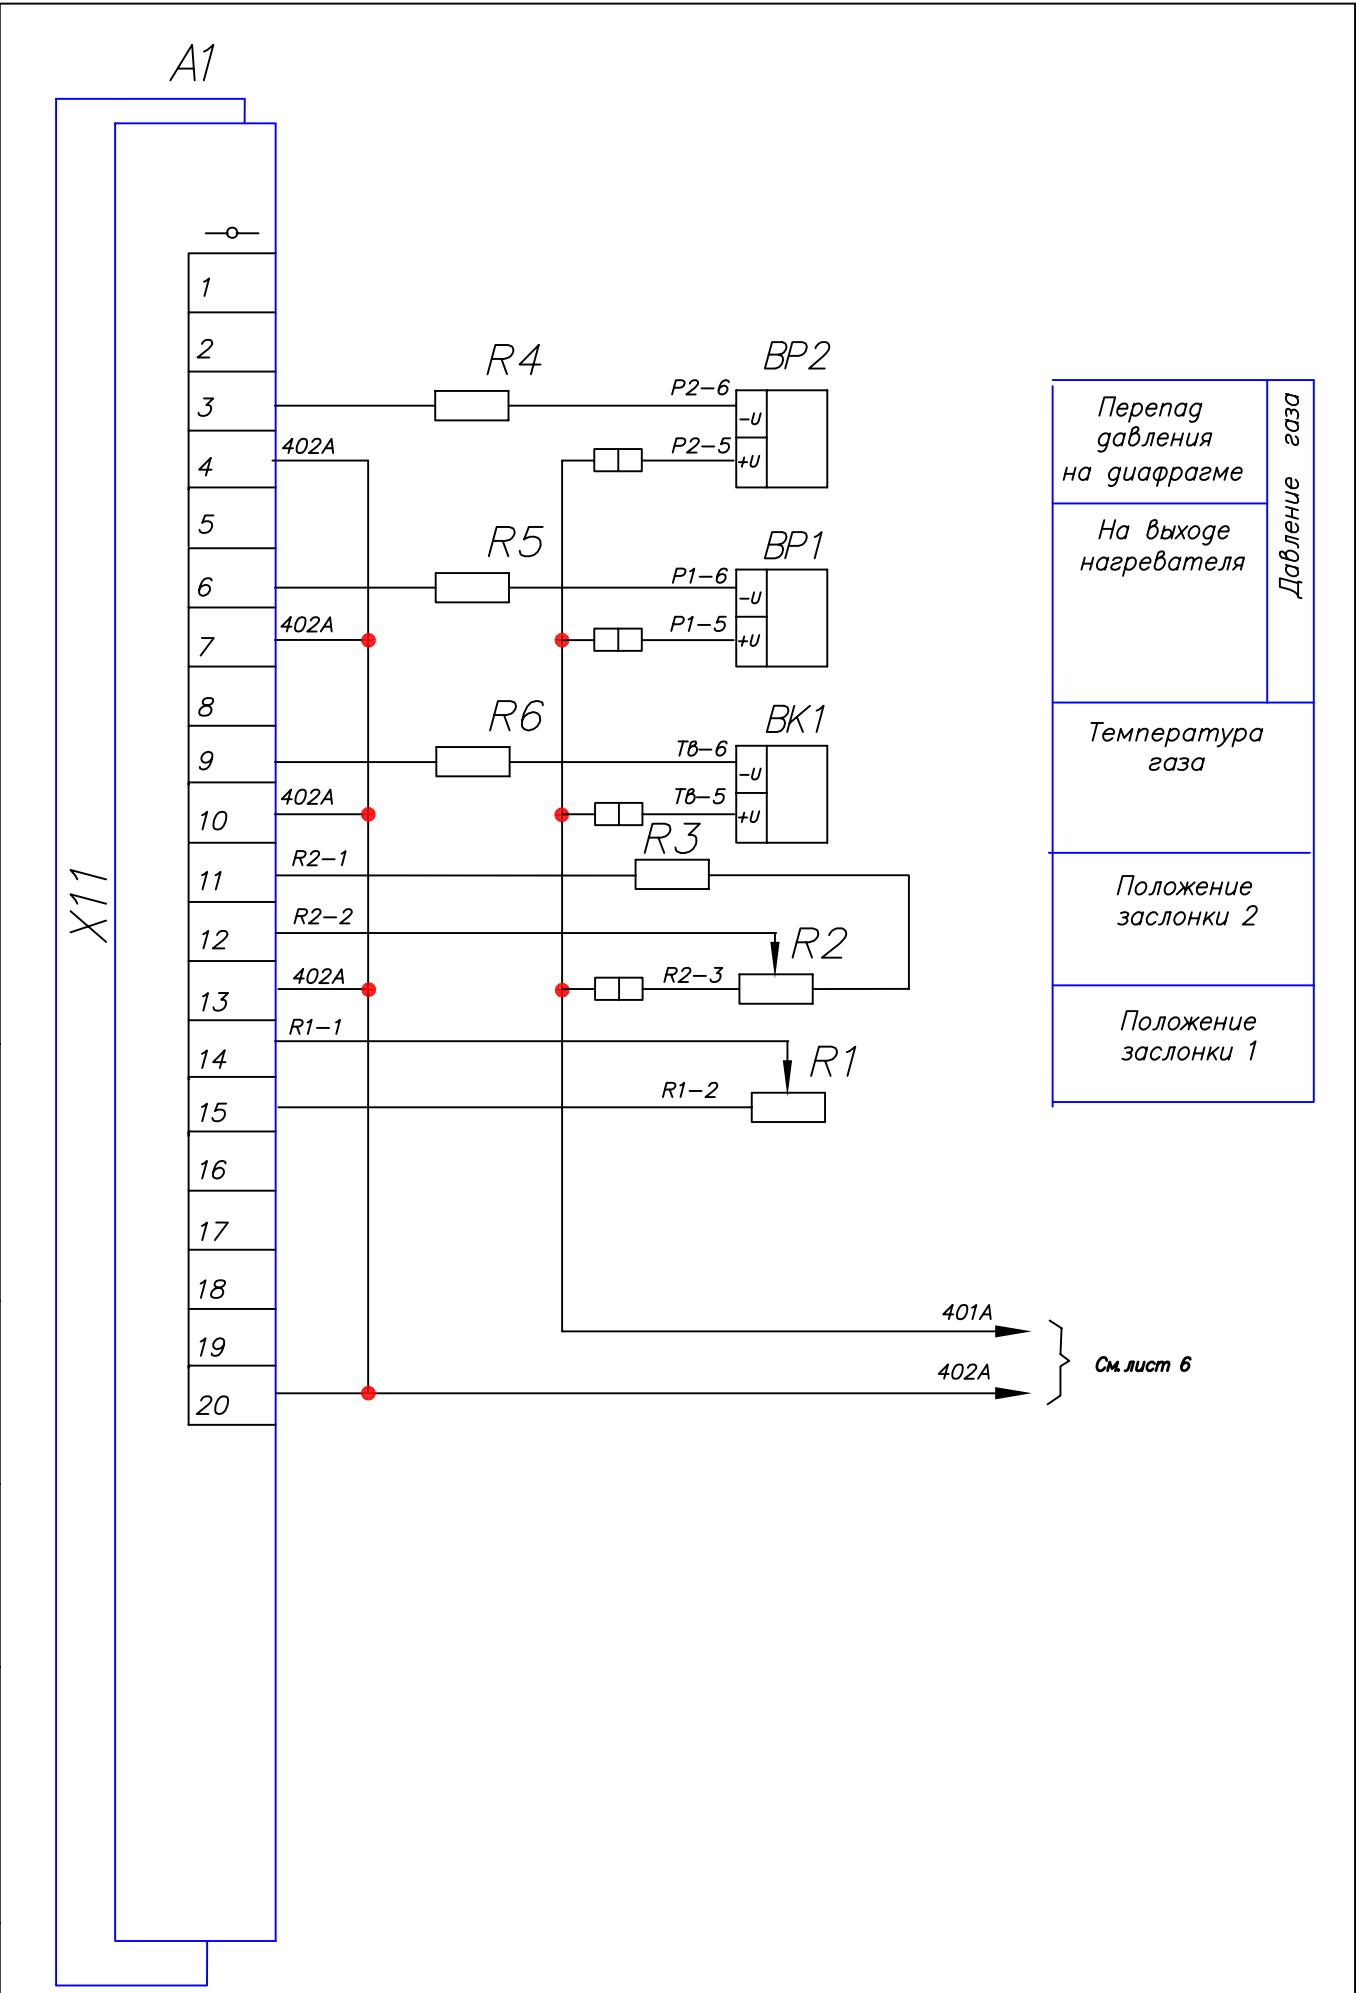 A1
X11
1
2
3
4
5
6
7
8
9
10
11
12
13
14
15
16
17
18
19
20
R4
P2-6
BP2
-U
402A
P2-5
+U
R5
P1-6
BP1
-U
402A
P1-5
+U
R6
Тв-6
ВК1
-U
402A
Тв-5
+U
R2-1
R3
R2-2
R2
402A
R2-3
R1-1
R1
R1-2
401A
402A
См. лист 6
Перепад
давления
на диафрагме
На выходе
нагревателя
Давление газа
Температура
газа
Положение
заслонки 2
Положение
заслонки 1